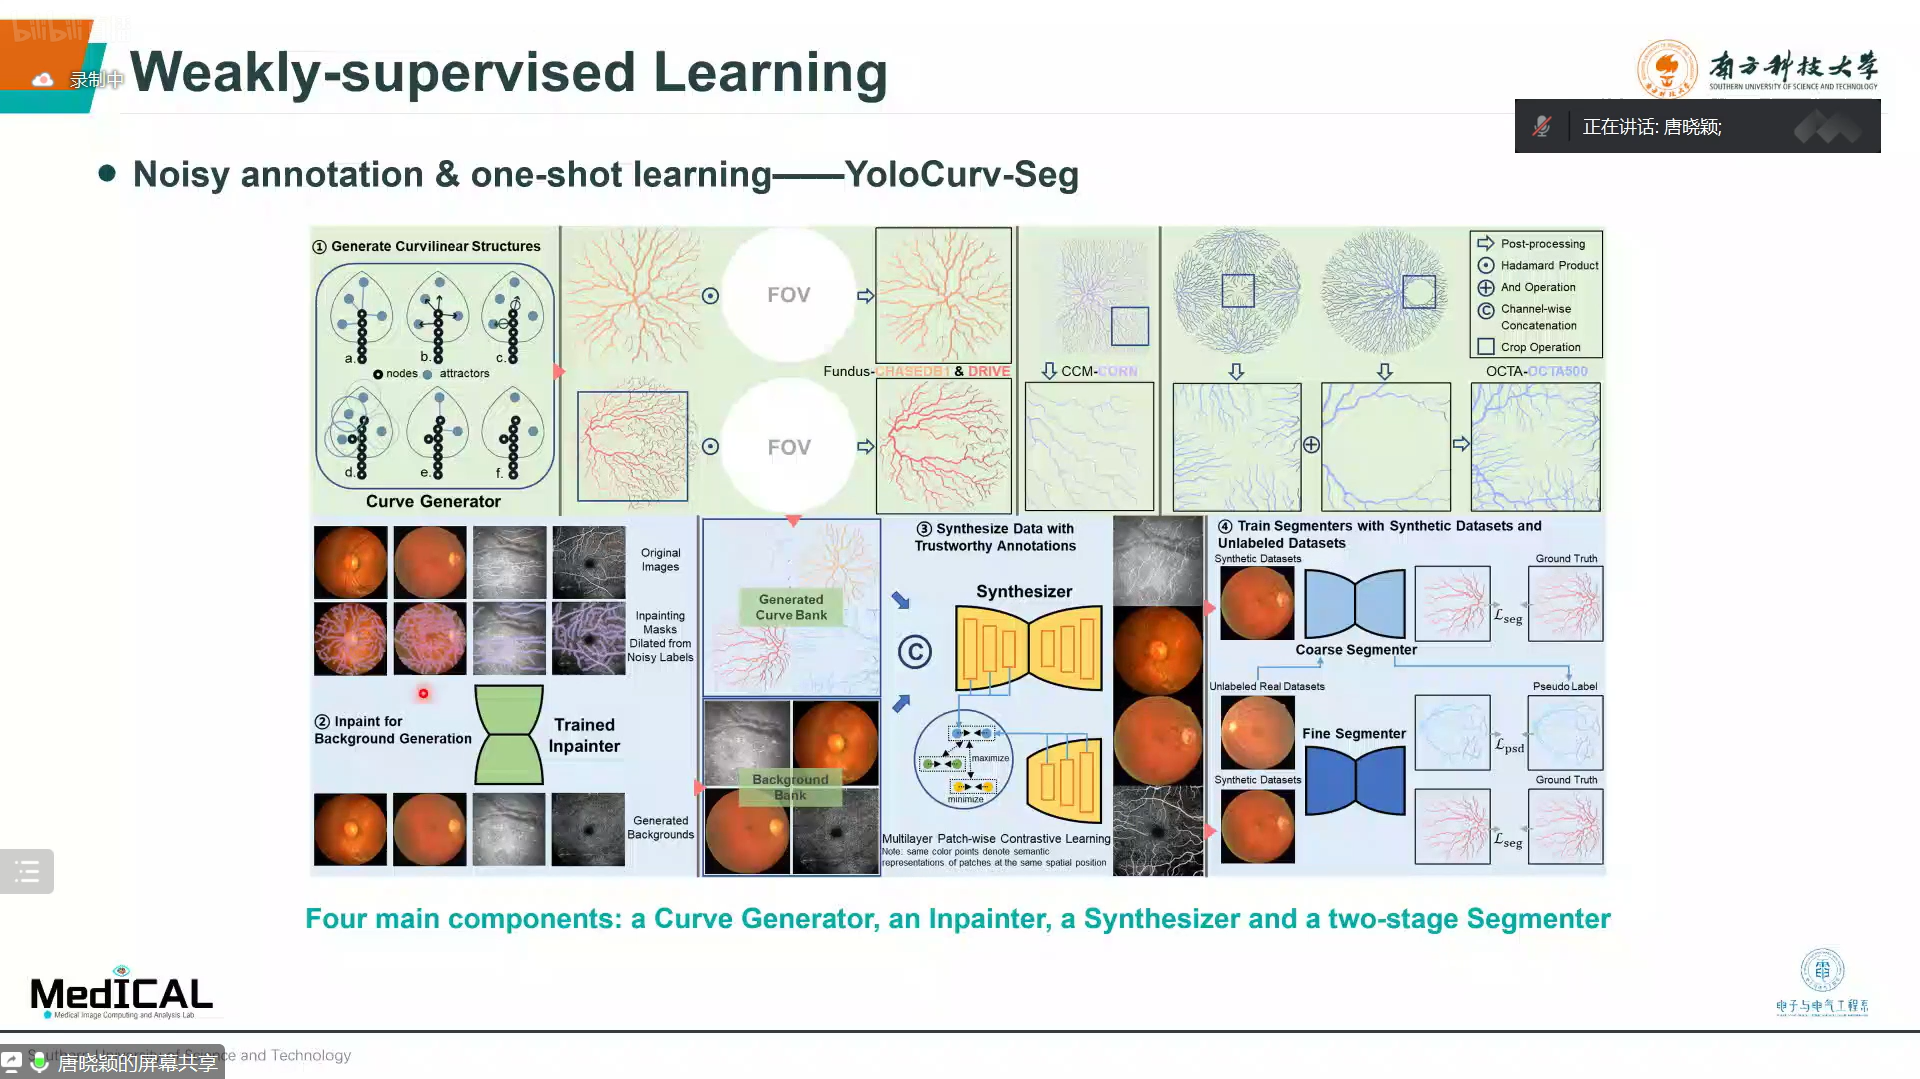 bilibili
录制中
Weakly-supervised Learning
南方科技大学
SOUTHERN UNIVERSITY OF SCIENCE AND TECHNOLOGY
正在讲话: 唐晓颖;
Noisy annotation & one-shot learning——YoloCurv-Seg
① Generate Curvilinear Structures
a.
b.
c.
nodes
attractors
d.
e.
f.
Curve Generator
FOV
FOV
Fundus-CHASEDB1 & DRIVE
CCM-CORN
OCTA-OCTA500
Post-processing
Hadamard Product
And Operation
C
Channel-wise
Concatenation
Crop Operation
Original
Images
Inpainting
Masks
Dilated from
Noisy Labels
② Inpaint for
Background Generation
Trained
Inpainter
Generated
Backgrounds
Generated
Curve Bank
Background
Bank
③ Synthesize Data with
Trustworthy Annotations
Synthesizer
C
maximize
minimize
Multilayer Patch-wise Contrastive Learning
Note: same color points denote semantic
representations of patches at the same spatial position
④ Train Segmenters with Synthetic Datasets and
Unlabeled Datasets
Synthetic Datasets
Ground Truth
ℒseg
Coarse Segmenter
Unlabeled Real Datasets
Pseudo Label
Fine Segmenter
ℒpsd
Synthetic Datasets
Ground Truth
ℒseg
Four main components: a Curve Generator, an Inpainter, a Synthesizer and a two-stage Segmenter
MedICAL
Medical Image Computing and Analysis Lab
电子与电气工程系
ce and Technology
唐晓颖的屏幕共享